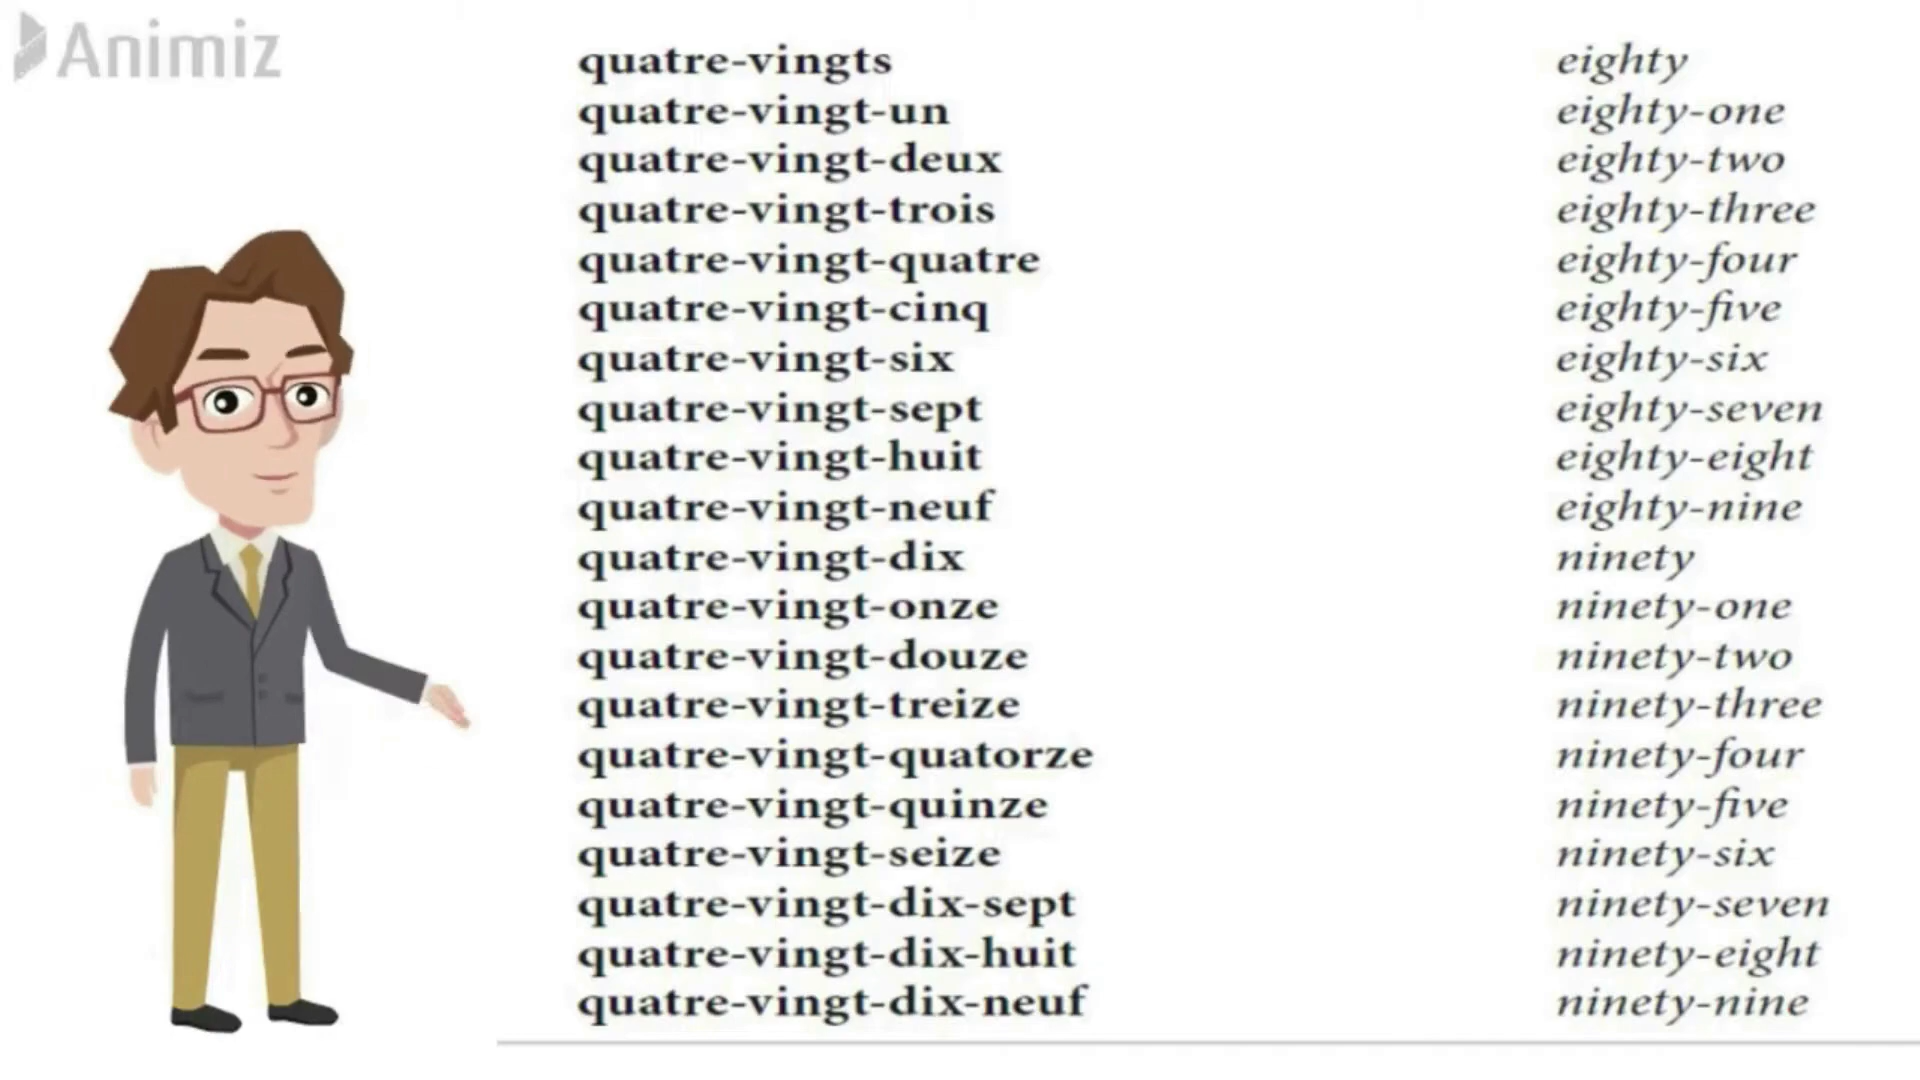 Animiz
quatre-vingts eighty
quatre-vingt-un eighty-one
quatre-vingt-deux eighty-two
quatre-vingt-trois eighty-three
quatre-vingt-quatre eighty-four
quatre-vingt-cinq eighty-five
quatre-vingt-six eighty-six
quatre-vingt-sept eighty-seven
quatre-vingt-huit eighty-eight
quatre-vingt-neuf eighty-nine
quatre-vingt-dix ninety
quatre-vingt-onze ninety-one
quatre-vingt-douze ninety-two
quatre-vingt-treize ninety-three
quatre-vingt-quatorze ninety-four
quatre-vingt-quinze ninety-five
quatre-vingt-seize ninety-six
quatre-vingt-dix-sept ninety-seven
quatre-vingt-dix-huit ninety-eight
quatre-vingt-dix-neuf ninety-nine